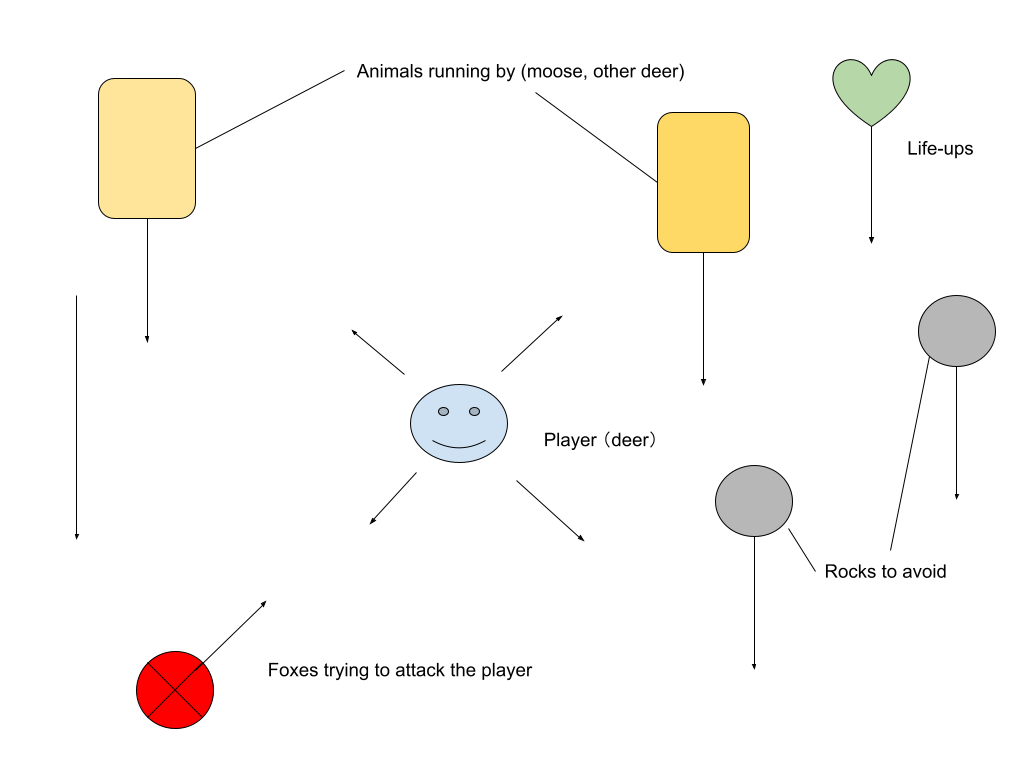 Animals running by (moose, other deer)
Life-ups
Player（deer）
Rocks to avoid
Foxes trying to attack the player